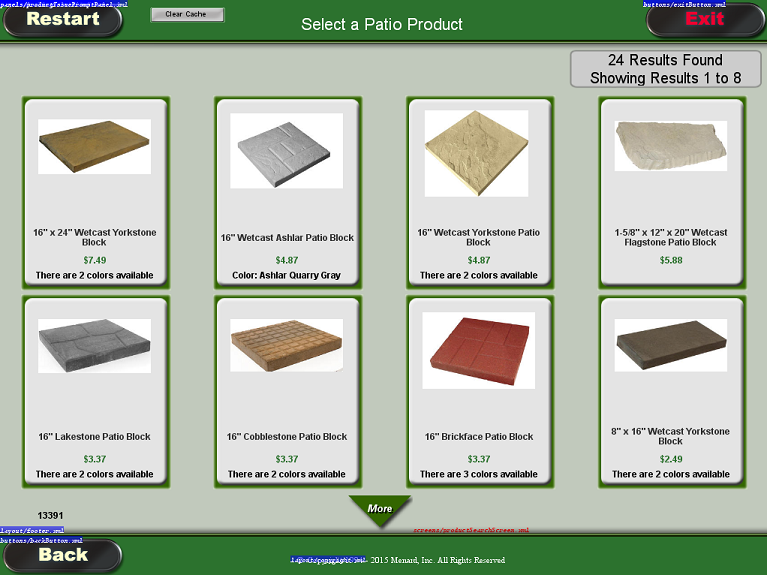 panels/productIssuePromptPanel.xml
buttons/exitButton.xml
Restart
Clear Cache
Select a Patio Product
Exit
24 Results Found
Showing Results 1 to 8
16" x 24" Wetcast Yorkstone
Block
$7.49
There are 2 colors available
16" Wetcast Ashlar Patio Block
$4.87
Color: Ashlar Quarry Gray
16" Wetcast Yorkstone Patio
Block
$4.87
There are 2 colors available
1-5/8" x 12" x 20" Wetcast
Flagstone Patio Block
$5.88
16" Lakestone Patio Block
$3.37
There are 2 colors available
16" Cobblestone Patio Block
$3.37
There are 2 colors available
16" Brickface Patio Block
$3.37
There are 3 colors available
8" x 16" Wetcast Yorkstone
Block
$2.49
There are 2 colors available
13391
More
layout/footer.xml
screens/productSearchScreen.xml
buttons/backButton.xml
Back
2015 Menard, Inc. All Rights Reserved